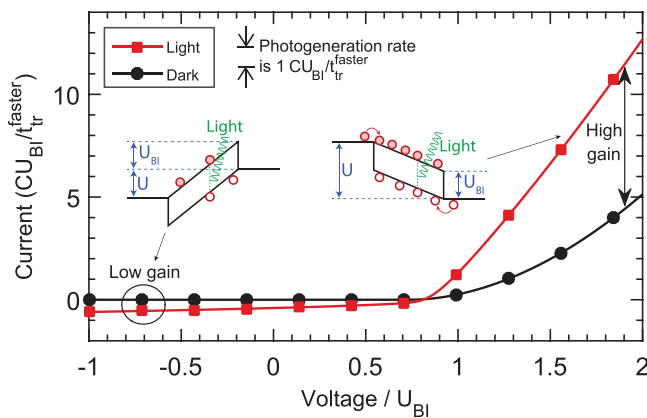 Light
Dark
Photogeneration rate
is 1 CU_BI/t_tr^faster
Light
U_BI
U
Light
U
U_BI
High
gain
Low gain
Current (CU_BI/t_tr^faster)
10
5
0
-1
-0.5
0
0.5
1
1.5
2
Voltage / U_BI